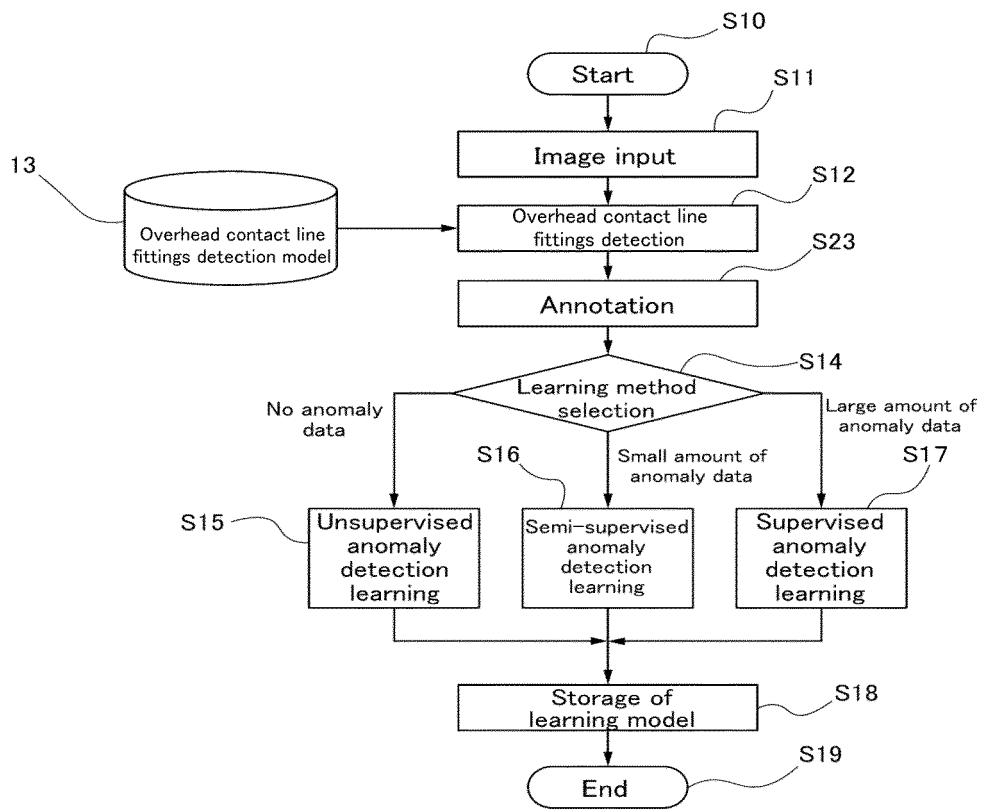 S10
Start
S11
Image input
13
S12
Overhead contact line
fittings detection model
Overhead contact line
fittings detection
S23
Annotation
S14
Learning method
selection
No anomaly
data
Small amount of
anomaly data
Large amount of
anomaly data
S15
Unsupervised
anomaly
detection
learning
S16
Semi-supervised
anomaly
detection
learning
S17
Supervised
anomaly
detection
learning
S18
Storage of
learning model
S19
End